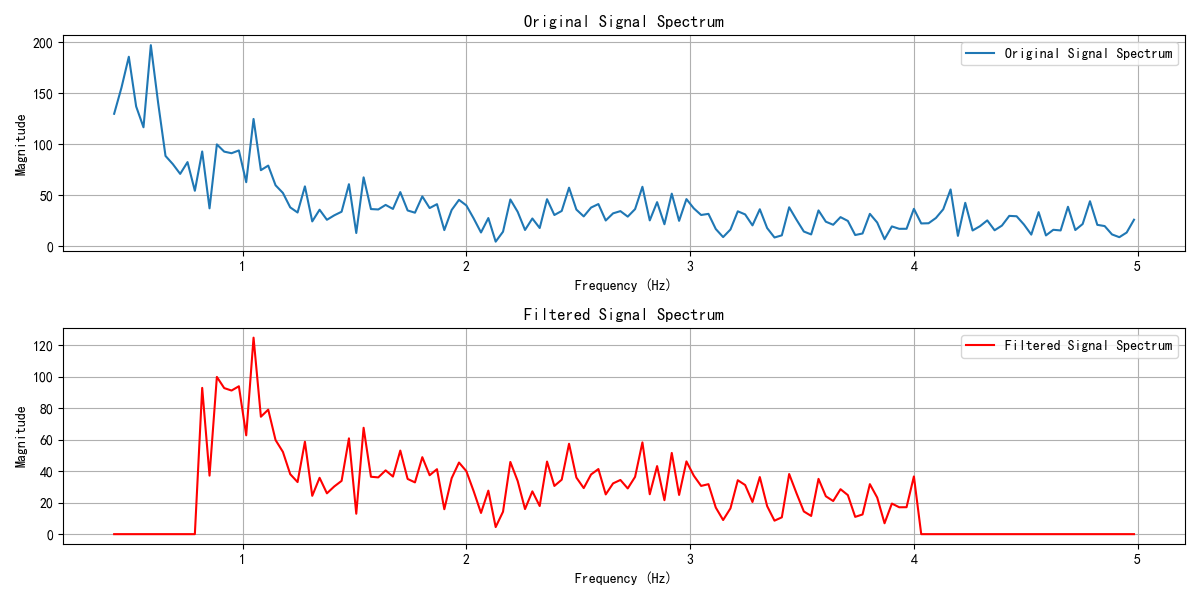 Original Signal Spectrum
200
Original Signal Spectrum
150
100
50
0
Magnitude
1
2
3
4
5
Frequency (Hz)
Filtered Signal Spectrum
120
Filtered Signal Spectrum
100
80
60
40
20
0
Magnitude
1
2
3
4
5
Frequency (Hz)